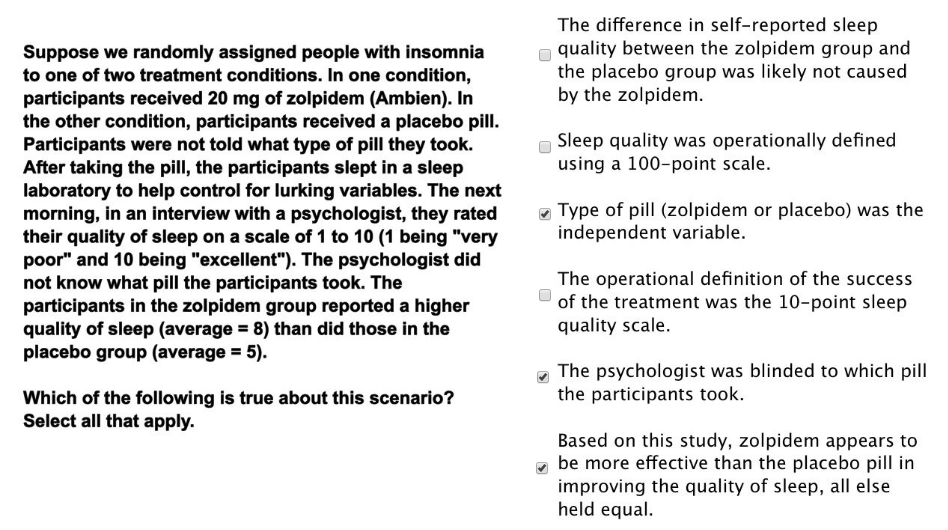 Suppose we randomly assigned people with insomnia
to one of two treatment conditions. In one condition,
participants received 20 mg of zolpidem (Ambien). In
the other condition, participants received a placebo pill.
Participants were not told what type of pill they took.
After taking the pill, the participants slept in a sleep
laboratory to help control for lurking variables. The next
morning, in an interview with a psychologist, they rated
their quality of sleep on a scale of 1 to 10 (1 being "very
poor" and 10 being "excellent"). The psychologist did
not know what pill the participants took. The
participants in the zolpidem group reported a higher
quality of sleep (average = 8) than did those in the
placebo group (average = 5).
Which of the following is true about this scenario?
Select all that apply.
The difference in self-reported sleep
quality between the zolpidem group and
the placebo group was likely not caused
by the zolpidem.
Sleep quality was operationally defined
using a 100-point scale.
Type of pill (zolpidem or placebo) was the
independent variable.
The operational definition of the success
of the treatment was the 10-point sleep
quality scale.
The psychologist was blinded to which pill
the participants took.
Based on this study, zolpidem appears to
be more effective than the placebo pill in
improving the quality of sleep, all else
held equal.